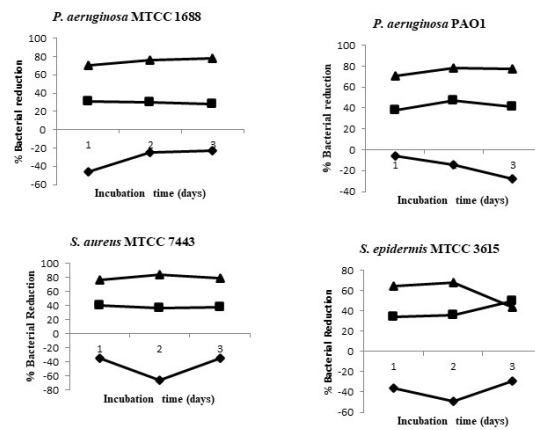 P. aeruginosa MTCC 1688
% Bacterial reduction
100
80
60
40
20
0
-20
-40
-60
1 2 3
Incubation time (days)
P. aeruginosa PAO1
% Bacterial reduction
100
80
60
40
20
0
-20
-40
1 2 3
Incubation time (days)
S. aureus MTCC 7443
% Bacterial Reduction
100
80
60
40
20
0
-20
-40
-60
-80
1 2 3
Incubation time (days)
S. epidermis MTCC 3615
% Bacterial Reduction
80
60
40
20
0
-20
-40
-60
1 2 3
Incubation time (days)